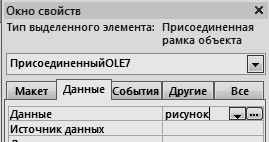 Окно свойств
Тип выделенного элемента: Присоединенная рамка объекта
ПрисоединенныйOLE7
Макет Данные События Другие Все
Данные рисунок
Источник данных